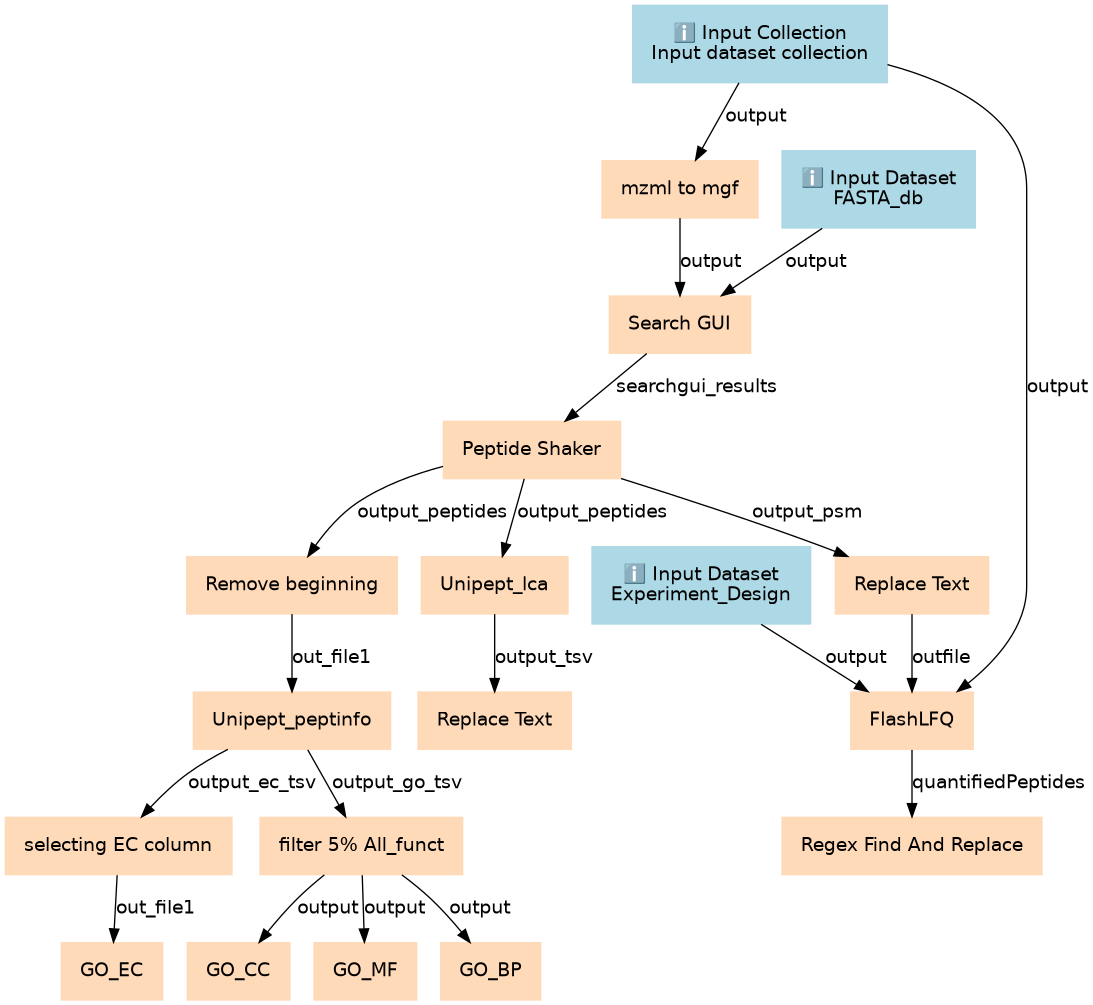 ℹ️ Input Collection
Input dataset collection
output
mzml to mgf
ℹ️ Input Dataset
FASTA_db
output
output
output
Search GUI
searchgui_results
Peptide Shaker
output_peptides
output_peptides
output_psm
Remove beginning
Unipept_lca
ℹ️ Input Dataset
Experiment_Design
Replace Text
out_file1
output_tsv
output
outfile
Unipept_peptinfo
Replace Text
FlashLFQ
output_ec_tsv
output_go_tsv
quantifiedPeptides
selecting EC column
filter 5% All_funct
Regex Find And Replace
out_file1
output
output
output
GO_EC
GO_CC
GO_MF
GO_BP